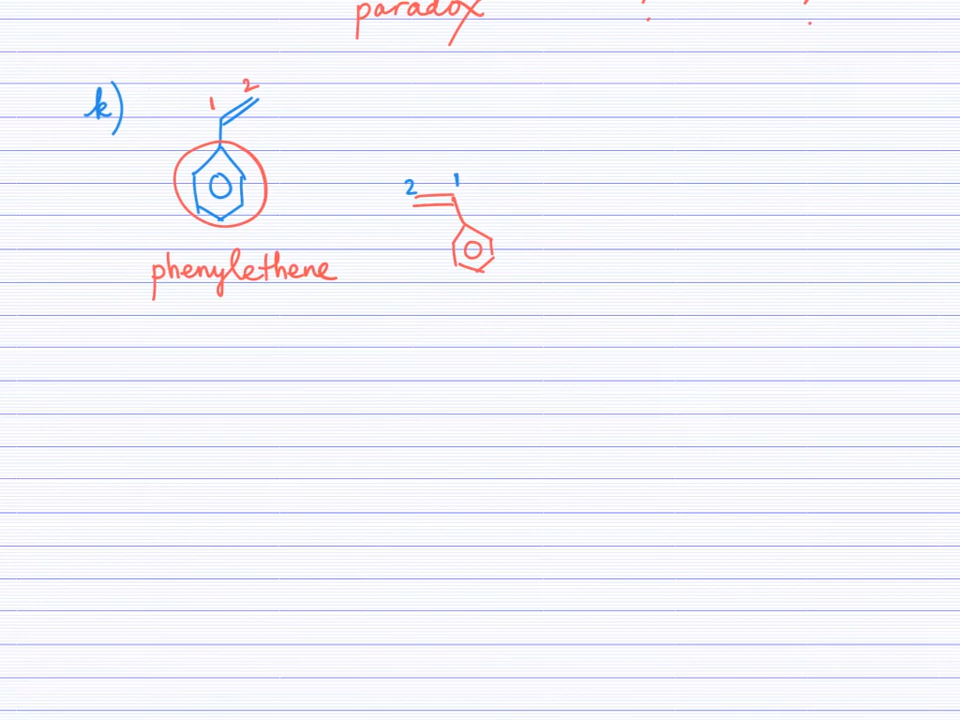 paradox ? ?
k) 1 2
2 1
phenylethene